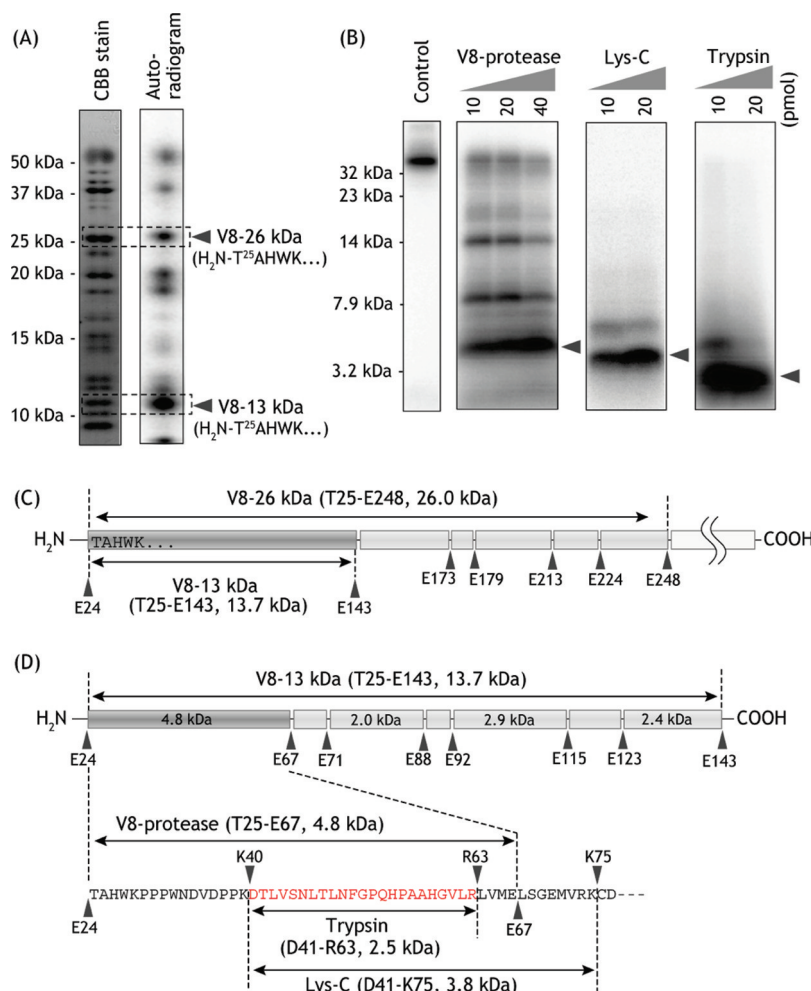 (A)
CBB stain
Auto-
radiogram
50 kDa -
37 kDa -
25 kDa -
20 kDa -
15 kDa -
10 kDa -
V8-26 kDa
(H2N-T25AHWK...)
V8-13 kDa
(H2N-T25AHWK...)
(B)
Control
V8-protease
Lys-C
Trypsin
10
20
40
10
20
10
20
(pmol)
32 kDa -
23 kDa -
14 kDa -
7.9 kDa -
3.2 kDa -
(C)
V8-26 kDa (T25-E248, 26.0 kDa)
H2N
TAHWK...
COOH
V8-13 kDa
(T25-E143, 13.7 kDa)
E24
E143
E173
E179
E213
E224
E248
(D)
V8-13 kDa (T25-E143, 13.7 kDa)
H2N
4.8 kDa
2.0 kDa
2.9 kDa
2.4 kDa
COOH
E24
E67
E71
E88
E92
E115
E123
E143
V8-protease (T25-E67, 4.8 kDa)
K40
R63
K75
TAHWKPPPWNDVDPPKDTLVSNLTLNFGPQHPAAHGVLRLVMELSGEMVRKCD---
E24
E67
Trypsin
(D41-R63, 2.5 kDa)
Lys-C (D41-K75, 3.8 kDa)